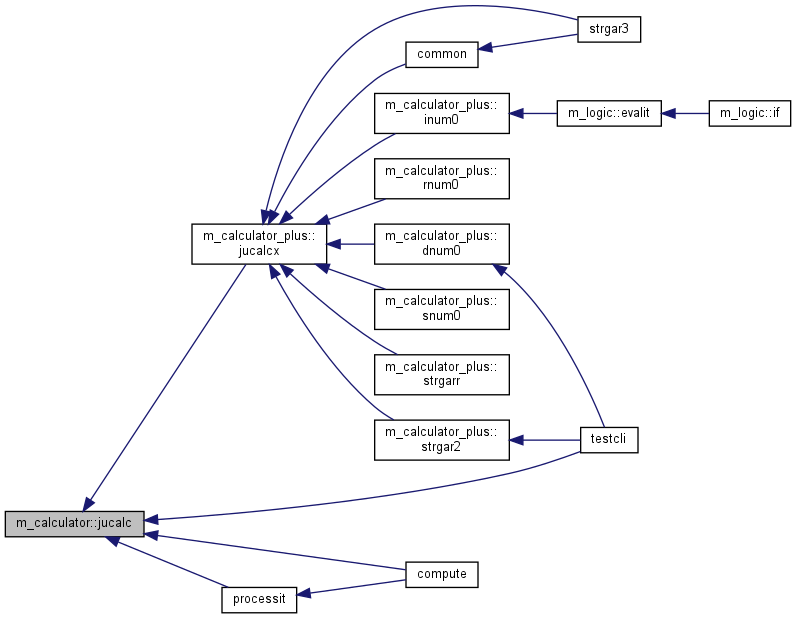 strgar3
common
m_calculator_plus::
inum0
m_logic::evalit
m_logic::if
m_calculator_plus::
rnum0
m_calculator_plus::
jucalcx
m_calculator_plus::
dnum0
m_calculator_plus::
snum0
m_calculator_plus::
strgarr
m_calculator_plus::
strgar2
testcli
m_calculator::jucalc
compute
processit